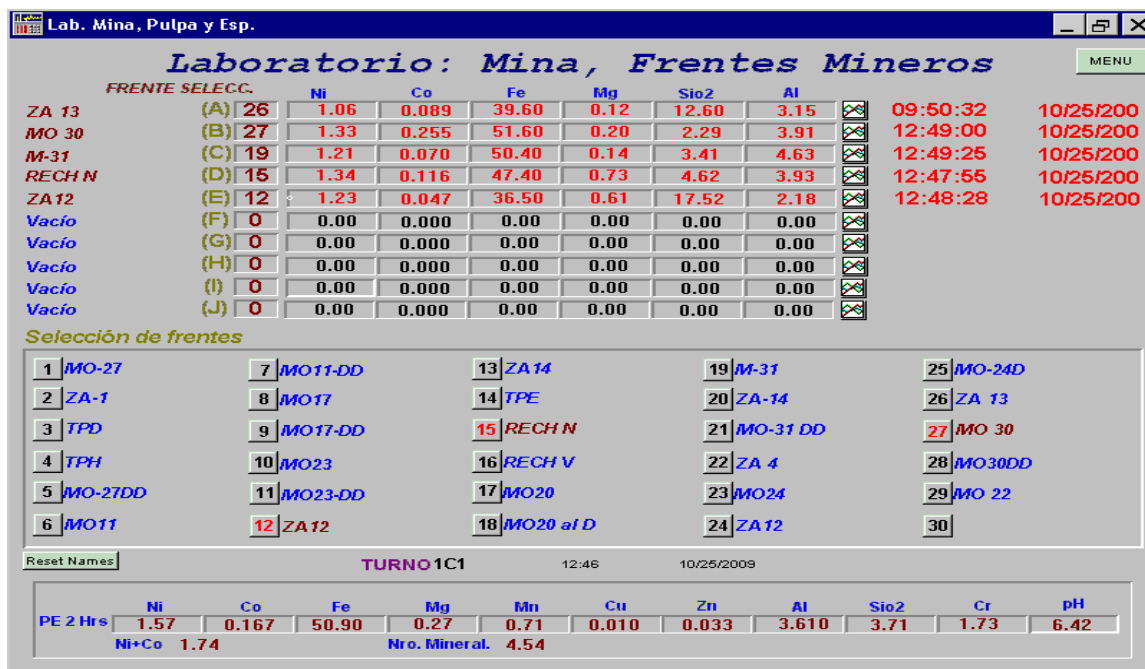 Lab. Mina, Pulpa y Esp.
Laboratorio: Mina, Frentes Mineros MENU
FRENTE SELECC. Ni Co Fe Mg Sio2 Al
ZA 13 (A) 26 1.06 0.089 39.60 0.12 12.60 3.15 09:50:32 10/25/200
MO 30 (B) 27 1.33 0.255 51.60 0.20 2.29 3.91 12:49:00 10/25/200
M-31 (C) 19 1.21 0.070 50.40 0.14 3.41 4.63 12:49:25 10/25/200
RECH N (D) 15 1.34 0.116 47.40 0.73 4.62 3.93 12:47:55 10/25/200
ZA12 (E) 12 1.23 0.047 36.50 0.61 17.52 2.18 12:48:28 10/25/200
Vacío (F) 0 0.00 0.000 0.00 0.00 0.00 0.00
Vacío (G) 0 0.00 0.000 0.00 0.00 0.00 0.00
Vacío (H) 0 0.00 0.000 0.00 0.00 0.00 0.00
Vacío (I) 0 0.00 0.000 0.00 0.00 0.00 0.00
Vacío (J) 0 0.00 0.000 0.00 0.00 0.00 0.00
Selección de frentes
1 MO-27 7 MO11-DD 13 ZA14 19 M-31 25 MO-24D
2 ZA-1 8 MO17 14 TPE 20 ZA-14 26 ZA 13
3 TPD 9 MO17-DD 15 RECH N 21 MO-31 DD 27 MO 30
4 TPH 10 MO23 16 RECH V 22 ZA 4 28 MO30DD
5 MO-27DD 11 MO23-DD 17 MO20 23 MO24 29 MO 22
6 MO11 12 ZA12 18 MO20 al D 24 ZA12 30
Reset Names TURNO 1C1 12:46 10/25/2009
Ni Co Fe Mg Mn Cu Zn Al Sio2 Cr pH
PE 2 Hrs 1.57 0.167 50.90 0.27 0.71 0.010 0.033 3.610 3.71 1.73 6.42
Ni+Co 1.74 Nro. Mineral. 4.54